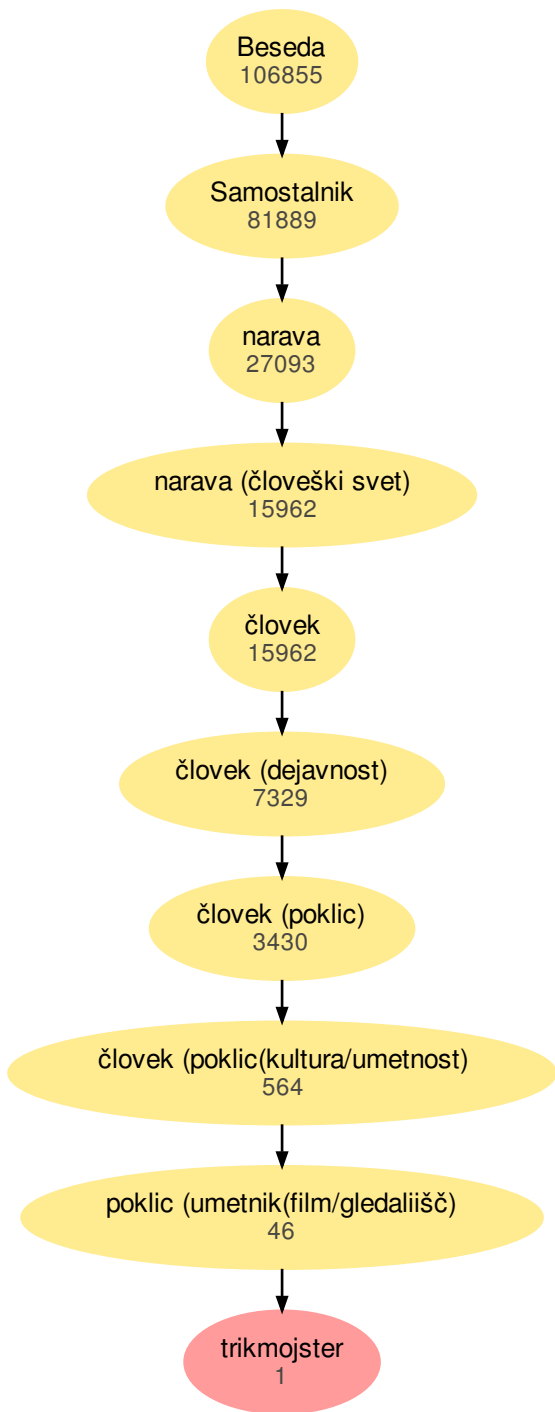 Beseda
106855
Samostalnik
81889
narava
27093
narava (človeški svet)
15962
človek
15962
človek (dejavnost)
7329
človek (poklic)
3430
človek (poklic(kultura/umetnost)
564
poklic (umetnik(film/gledaliišč)
46
trikmojster
1